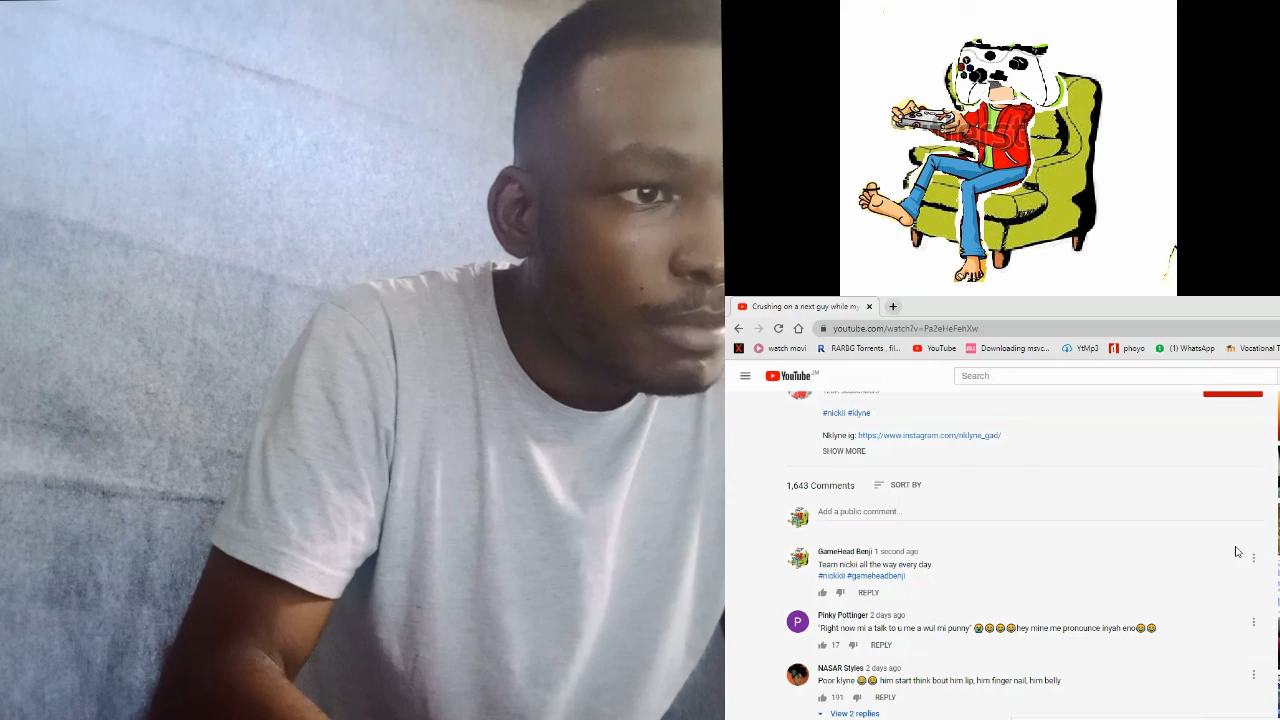 Crushing on a next guy while my
youtube.com/watch?v=Pa2eHeFehXw
X watch movi R RARBG Torrents , fil... YouTube Downloading msvc... YtMp3 phoyo (1) WhatsApp Vocational
YouTube JM Search
#nickii #klyne
Nklyne ig: https://www.instagram.com/nklyne_gad/
SHOW MORE
1,643 Comments SORT BY
Add a public comment...
GameHead Benji 1 second ago
Team nickii all the way every day
#nickkii #gameheadbenji
REPLY
P Pinky Pottinger 2 days ago
"Right now mi a talk to u me a wul mi punny" 😭😂😂😂hey mine me pronounce inyah eno😂😂
17 REPLY
NASAR Styles 2 days ago
Poor klyne 😂😂 him start think bout him lip, him finger nail, him belly
191 REPLY
View 2 replies